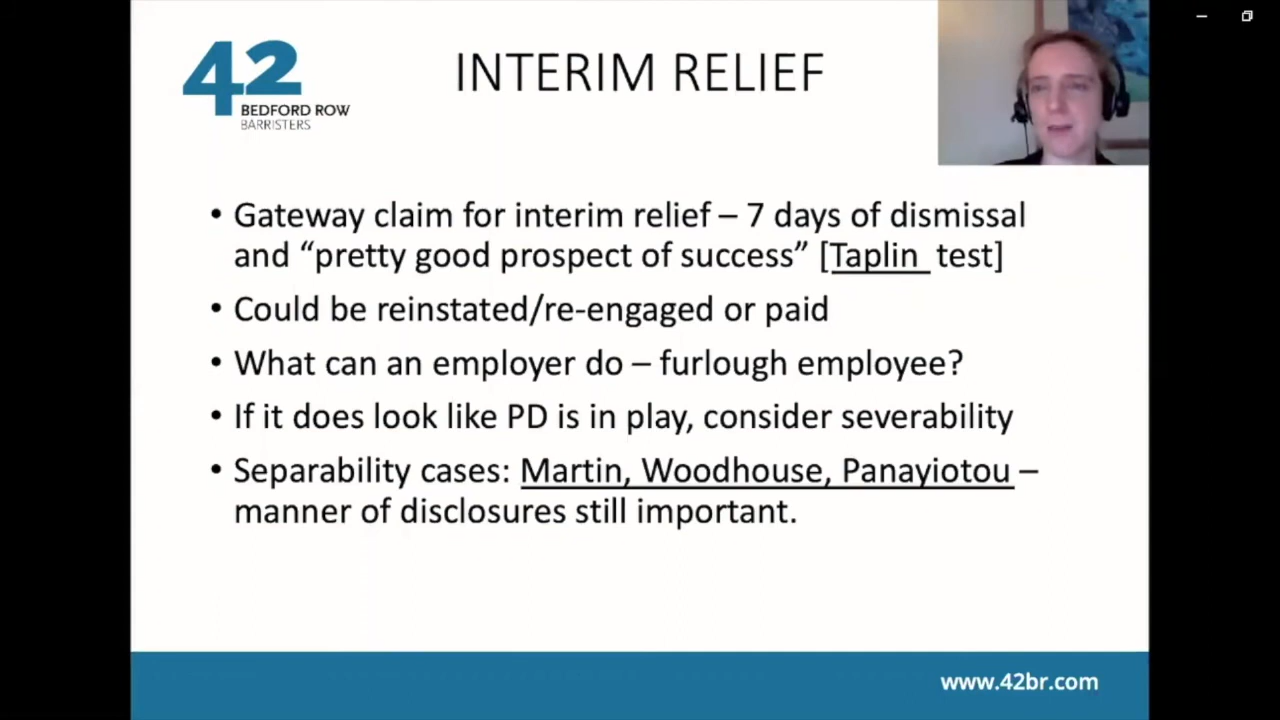 42
BEDFORD ROW
BARRISTERS
INTERIM RELIEF
• Gateway claim for interim relief – 7 days of dismissal
and “pretty good prospect of success” [Taplin test]
• Could be reinstated/re-engaged or paid
• What can an employer do – furlough employee?
• If it does look like PD is in play, consider severability
• Separability cases: Martin, Woodhouse, Panayiotou –
manner of disclosures still important.
www.42br.com